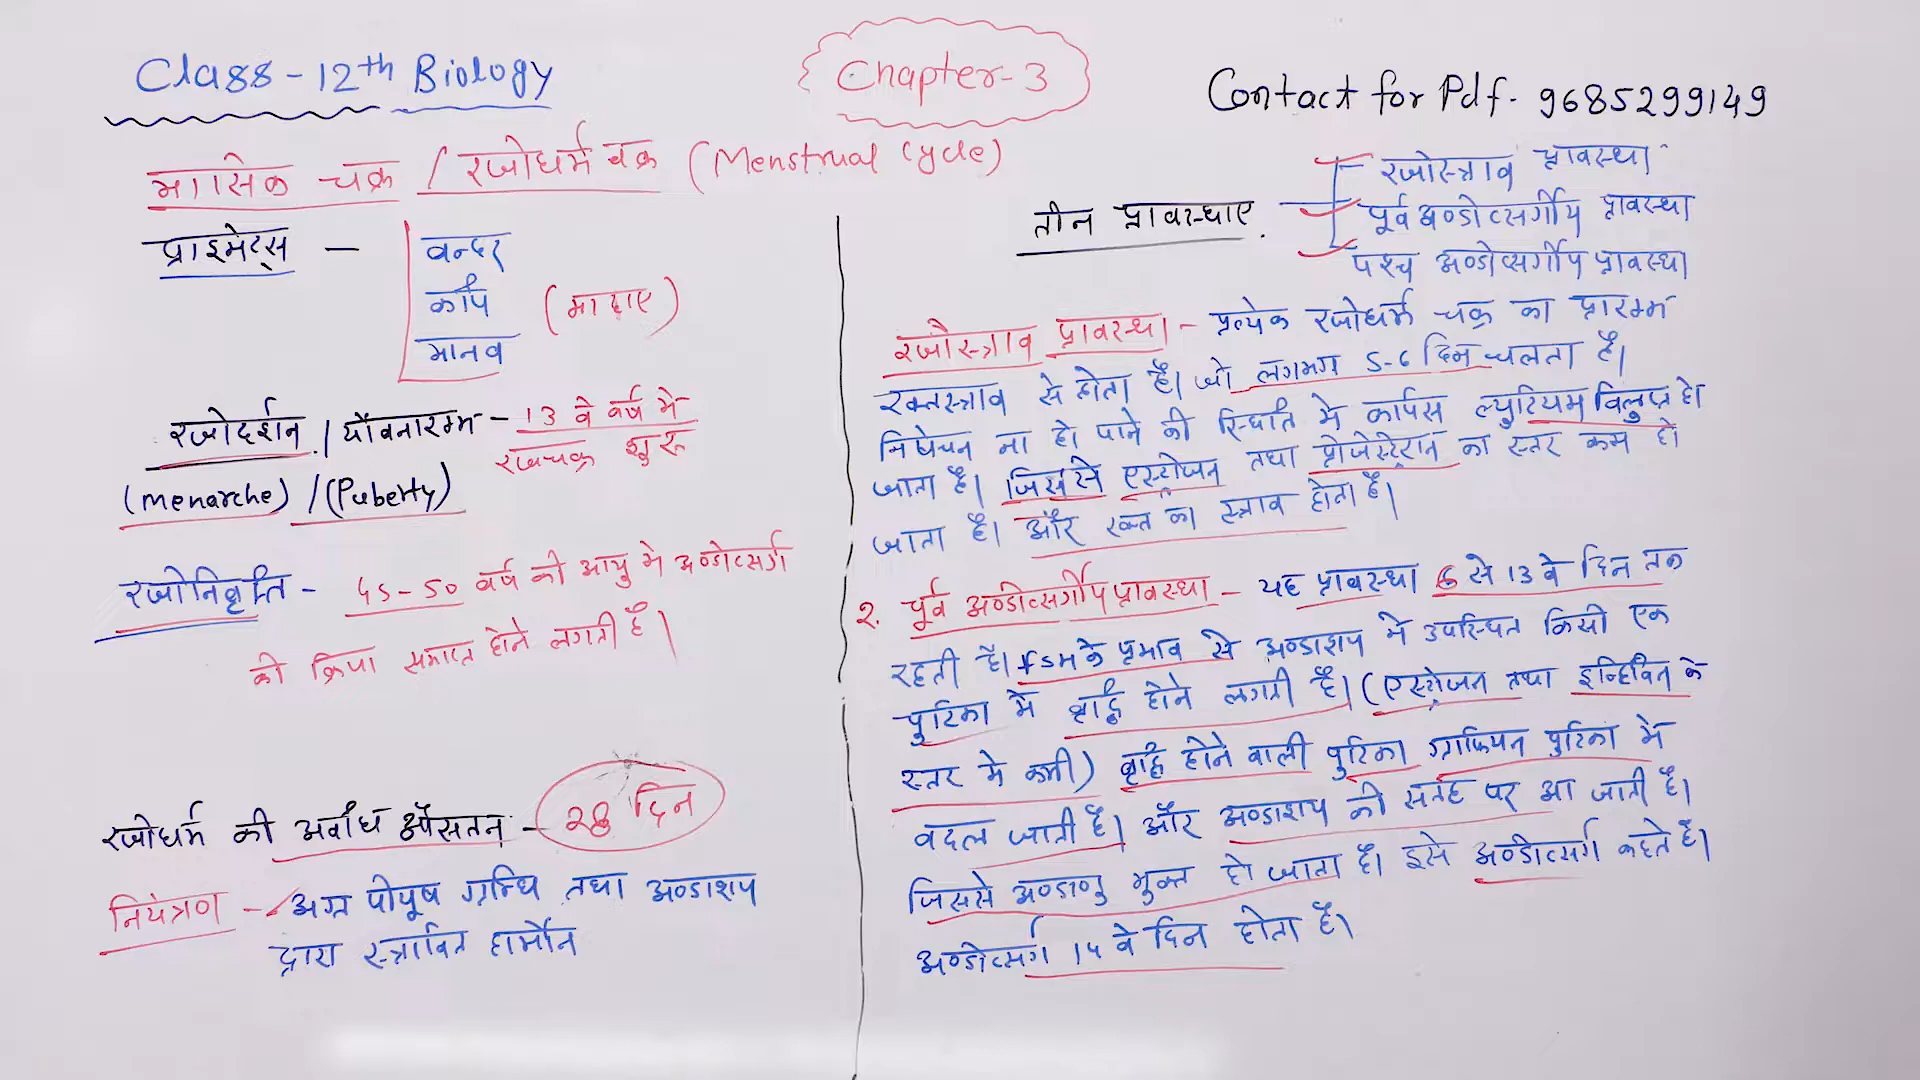 Class - 12th Biology
Chapter-3
Contact for Pdf. 9685299149
मासिक चक्र / रजोधर्म चक्र (Menstrual Cycle)
प्राइमेट्स - वन्दर
कपि (मादाए)
मानव
रजोदर्शन / यौवनारम्भ - 13 वे वर्ष मे
रजचक्र शुरू
(menarche) / (Puberty)
रजोनिवृत्ति - 45-50 वर्ष की आयु मे अण्डोत्सर्ग
की क्रिया समाप्त होने लगती है।
रजोधर्म की अवधि औसतन - 28 दिन
नियंत्रण - अग्र पीयूष ग्रन्थि तथा अण्डाशय
द्वारा स्त्रावित हार्मोन
तीन प्रावस्थाए.
रजोस्त्राव प्रावस्था
पूर्व अण्डोत्सर्गीय प्रावस्था
पश्च अण्डोत्सर्गीय प्रावस्था
रजोस्त्राव प्रावस्था - प्रत्येक रजोधर्म चक्र का प्रारम्भ
रक्तस्त्राव से होता है। जो लगभग 5-6 दिन चलता है।
निषेचन ना हो पाने की स्थिति मे कार्पस ल्युटियम विलुप्त हो
जाता है। जिससे एस्ट्रोजन तथा प्रोजेस्ट्रोन का स्तर कम हो
जाता है। और रक्त का स्त्राव होता है।
२. पूर्व अण्डोत्सर्गीय प्रावस्था - यह प्रावस्था 6 से 13 वे दिन तक
रहती है। FSH के प्रभाव से अण्डाशय मे उपस्थित किसी एक
पुटिका मे वृद्धि होने लगती है। (एस्ट्रोजन तथा इन्हिबिन के
स्तर मे कमी) वृद्धि होने वाली पुटिका ग्राफियन पुटिका मे
बदल जाती है। और अण्डाशय की सतह पर आ जाती है।
जिससे अण्डाणु मुक्त हो जाता है। इसे अण्डोत्सर्ग कहते है।
अण्डोत्सर्ग 14 वे दिन होता है।